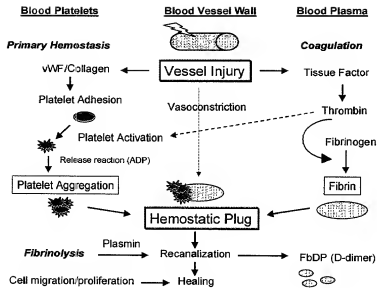 Blood Platelets Blood Vessel Wall Blood Plasma
Primary Hemostasis Coagulation
vWF/Collagen Vessel Injury Tissue Factor
Platelet Adhesion Vasoconstriction Thrombin
Platelet Activation Fibrinogen
Release reaction (ADP)
Platelet Aggregation Fibrin
Hemostatic Plug
Fibrinolysis Plasmin Recanalization FbDP (D-dimer)
Cell migration/proliferation Healing